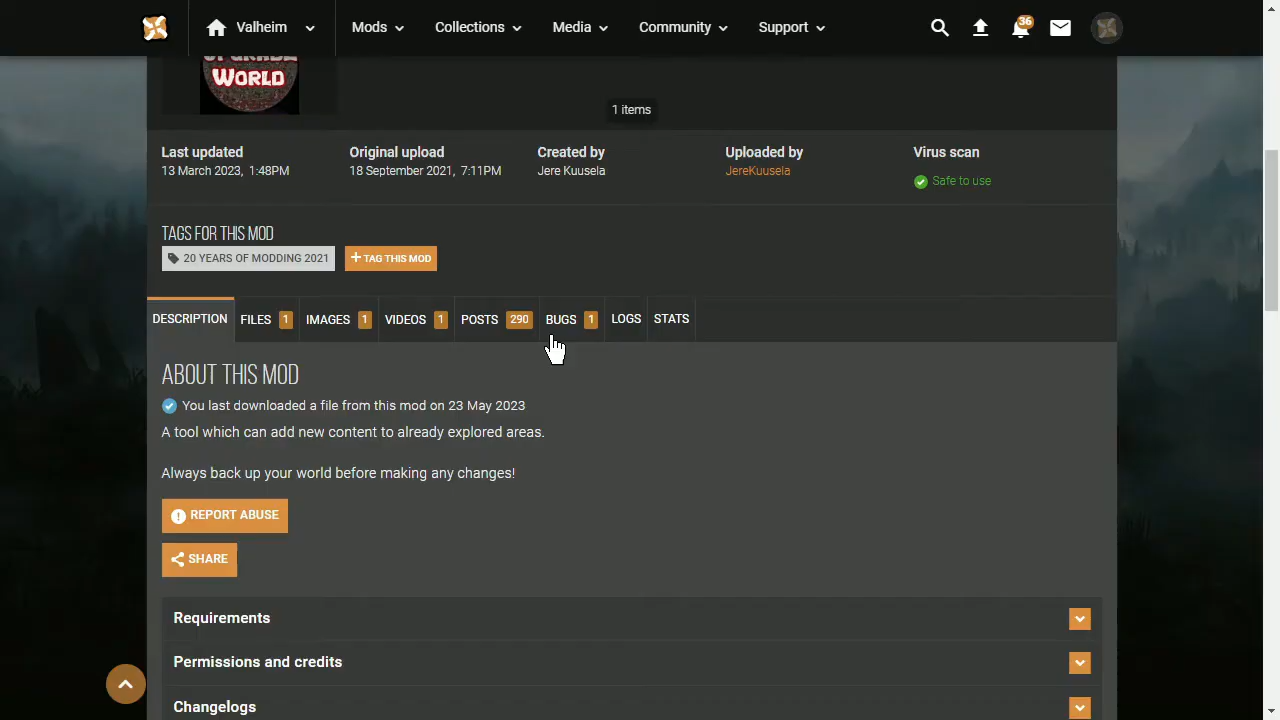 Valheim
Mods
Collections
Media
Community
Support
36
WORLD
1 items
Last updated
13 March 2023, 1:48PM
Original upload
18 September 2021, 7:11PM
Created by
Jere Kuusela
Uploaded by
JereKuusela
Virus scan
Safe to use
TAGS FOR THIS MOD
20 YEARS OF MODDING 2021
+ TAG THIS MOD
DESCRIPTION
FILES 1
IMAGES 1
VIDEOS 1
POSTS 290
BUGS 1
LOGS
STATS
ABOUT THIS MOD
You last downloaded a file from this mod on 23 May 2023
A tool which can add new content to already explored areas.
Always back up your world before making any changes!
REPORT ABUSE
SHARE
Requirements
Permissions and credits
Changelogs